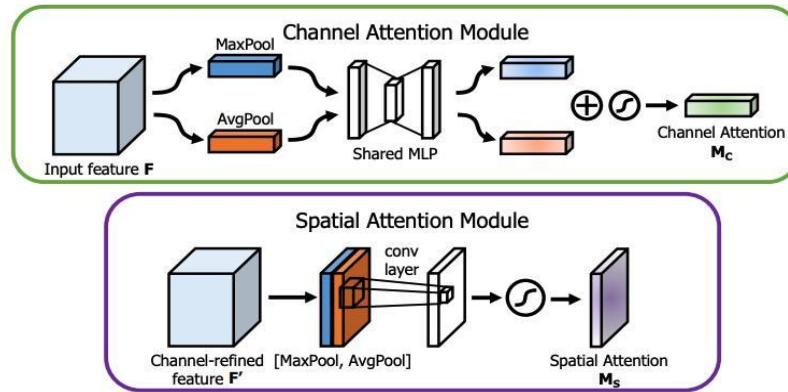 Channel Attention Module
MaxPool
AvgPool
Input feature F
Shared MLP
Channel Attention
Mc
Spatial Attention Module
conv
layer
Channel-refined
feature F'
[MaxPool, AvgPool]
Spatial Attention
Ms